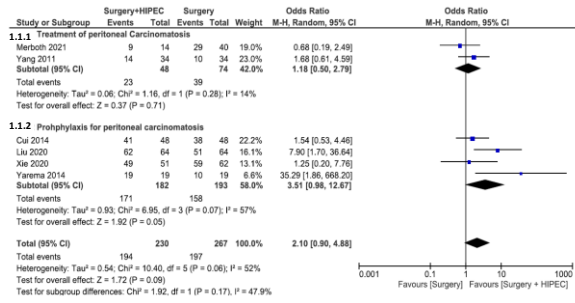 Surgery+HIPEC Surgery Odds Ratio Odds Ratio
Study or Subgroup Events Total Events Total Weight M-H, Random, 95% CI M-H, Random, 95% CI
1.1.1 Treatment of peritoneal Carcinomatosis
Merboth 2021 9 14 29 40 19.0% 0.68 [0.19, 2.49]
Yang 2011 14 34 10 34 22.9% 1.68 [0.61, 4.59]
Subtotal (95% CI) 48 74 42.0% 1.18 [0.50, 2.79]
Total events 23 39
Heterogeneity: Tau² = 0.06; Chi² = 1.16, df = 1 (P = 0.28); I² = 14%
Test for overall effect: Z = 0.37 (P = 0.71)
1.1.2 Prohphylaxis for peritoneal carcinomatosis
Cui 2014 41 48 38 48 22.2% 1.54 [0.53, 4.46]
Liu 2020 62 64 51 64 16.1% 7.90 [1.70, 36.64]
Xie 2020 49 51 59 62 13.1% 1.25 [0.20, 7.76]
Yarema 2014 19 19 10 19 6.6% 35.29 [1.86, 668.20]
Subtotal (95% CI) 182 193 58.0% 3.51 [0.98, 12.67]
Total events 171 158
Heterogeneity: Tau² = 0.93; Chi² = 6.95, df = 3 (P = 0.07); I² = 57%
Test for overall effect: Z = 1.92 (P = 0.05)
Total (95% CI) 230 267 100.0% 2.10 [0.90, 4.88]
Total events 194 197
Heterogeneity: Tau² = 0.54; Chi² = 10.40, df = 5 (P = 0.06); I² = 52%
Test for overall effect: Z = 1.72 (P = 0.09)
Test for subgroup differences: Chi² = 1.92, df = 1 (P = 0.17), I² = 47.9%
0.001 0.1 1 10 1000
Favours [Surgery] Favours [Surgery + HIPEC]